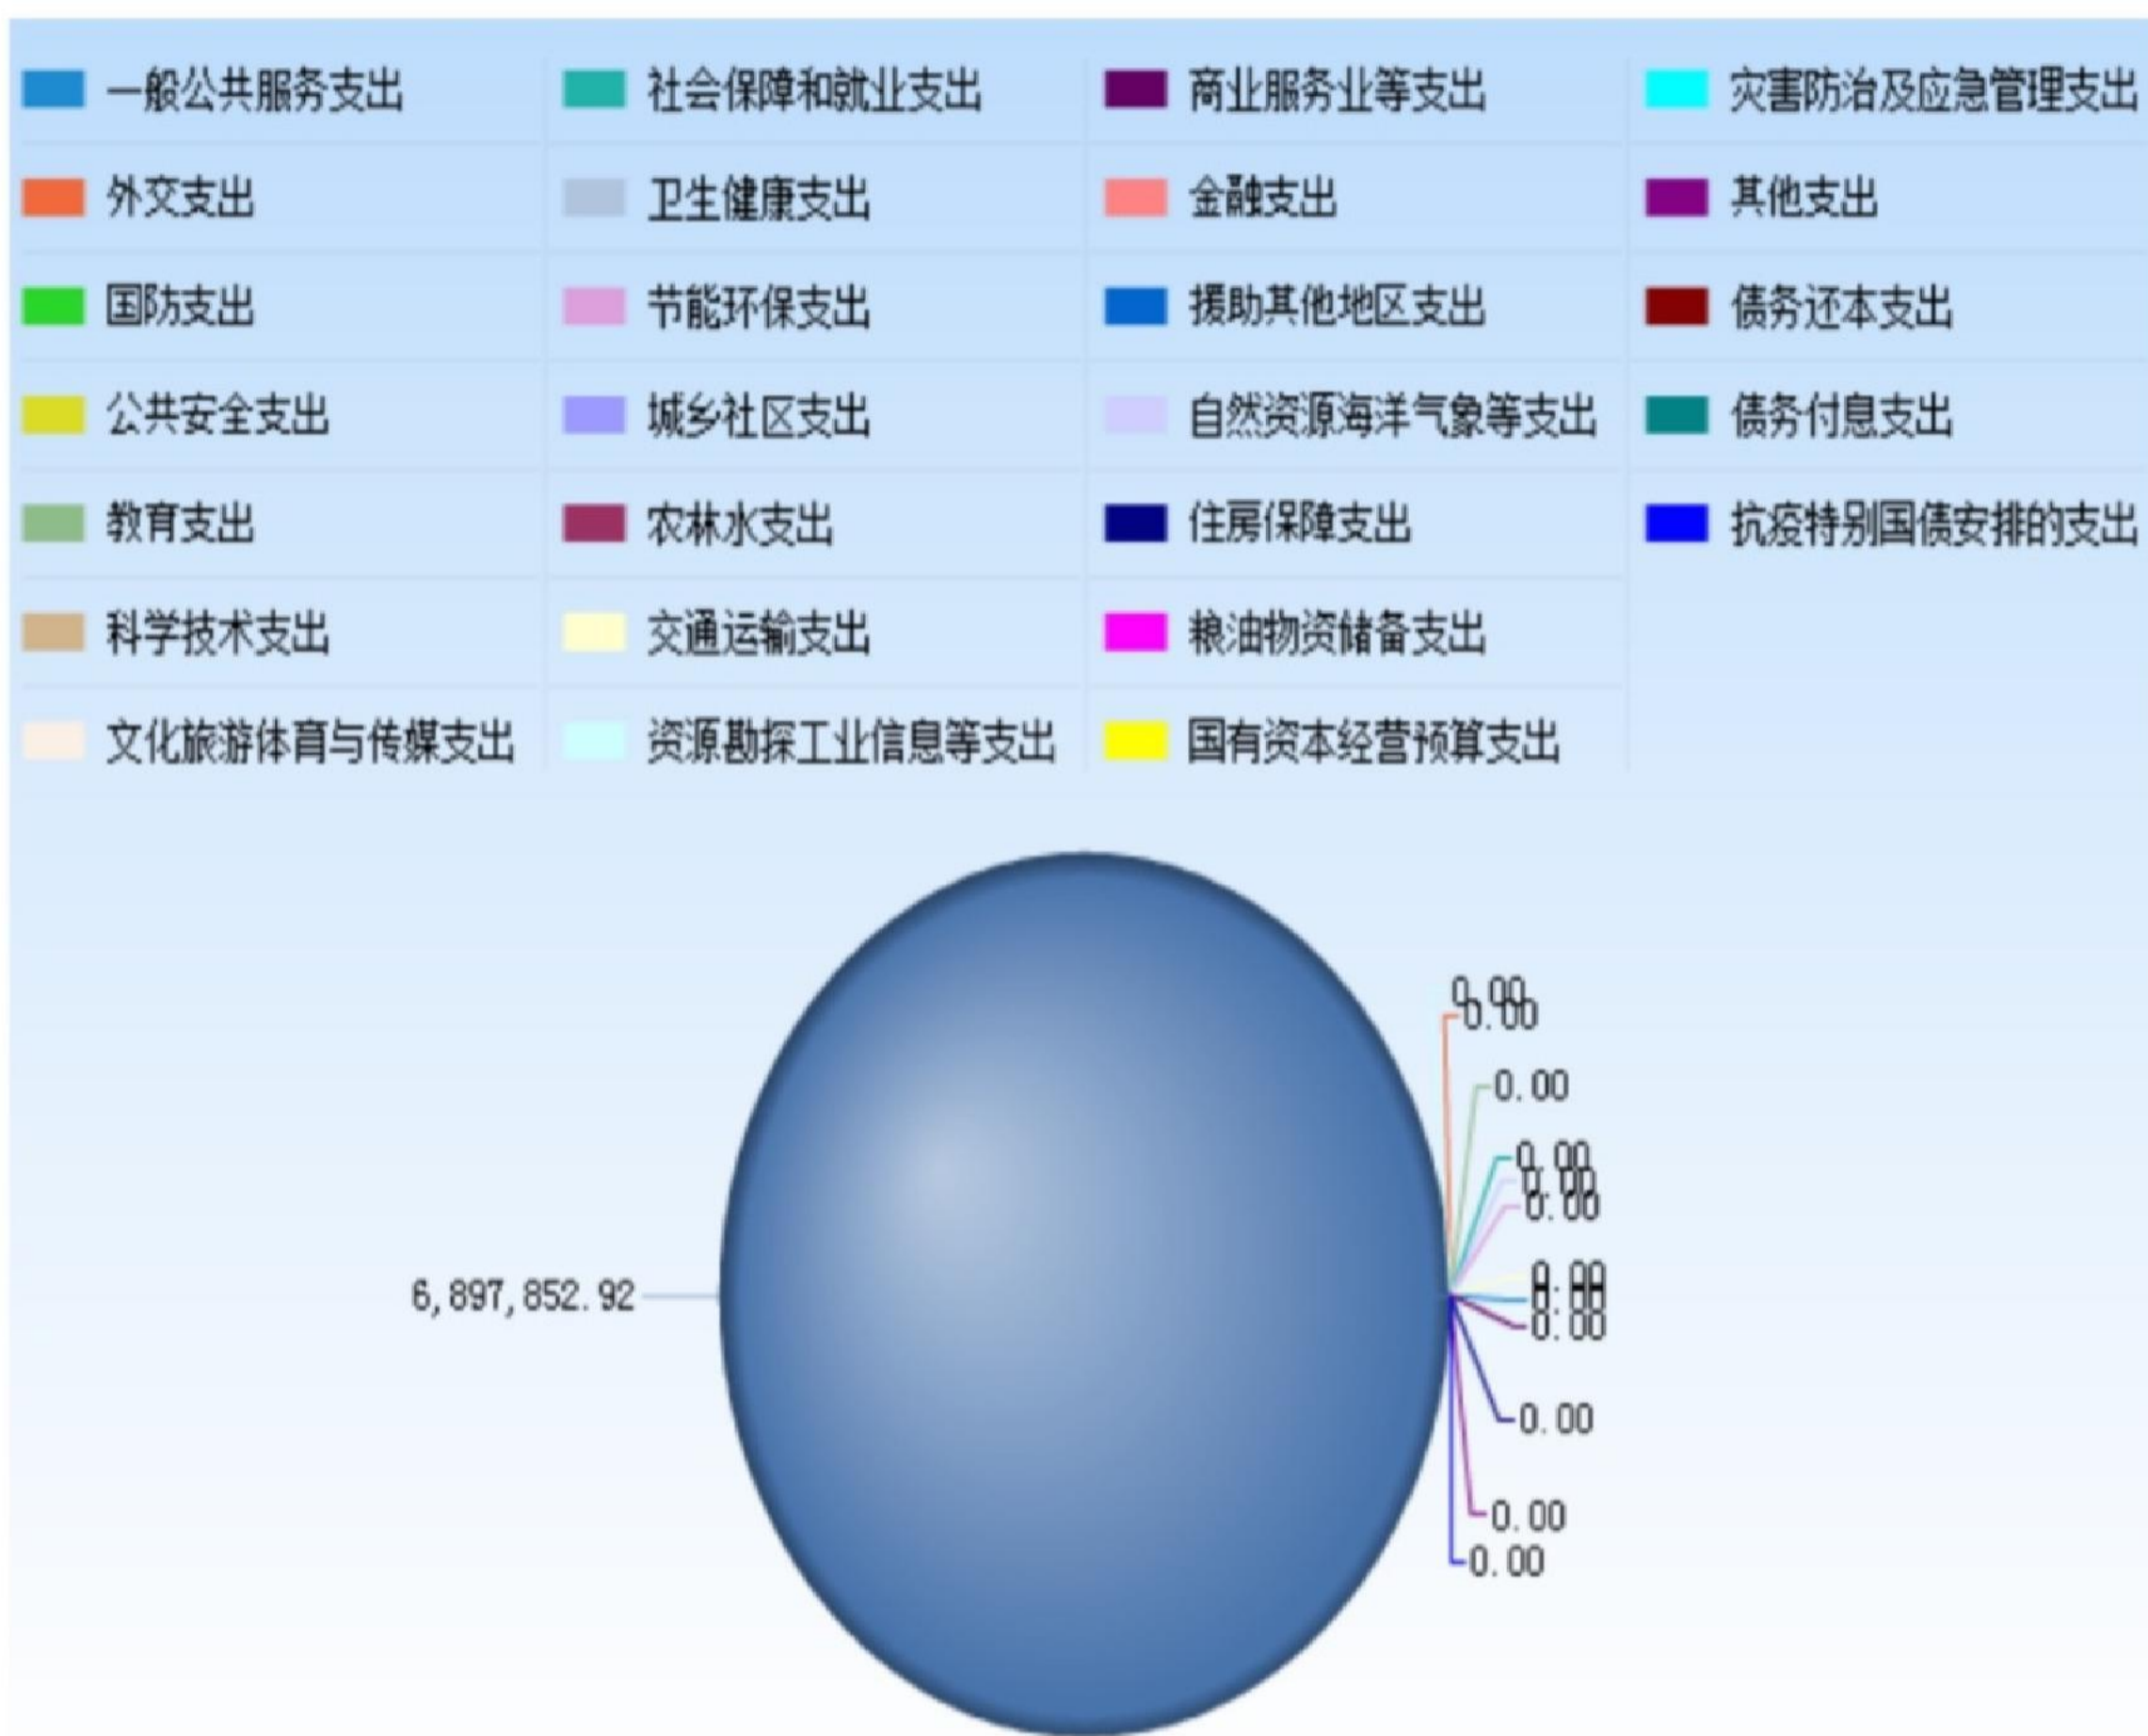 一般公共服务支出 社会保障和就业支出 商业服务业等支出 灾害防治及应急管理支出
外交支出 卫生健康支出 金融支出 其他支出
国防支出 节能环保支出 援助其他地区支出 债务还本支出
公共安全支出 城乡社区支出 自然资源海洋气象等支出 债务付息支出
教育支出 农林水支出 住房保障支出 抗疫特别国债安排的支出
科学技术支出 交通运输支出 粮油物资储备支出
文化旅游体育与传媒支出 资源勘探工业信息等支出 国有资本经营预算支出
0.00
0.00
0.00
0.00
0.00
0.00
0.00
6,897,852.92
0.00
0.00
0.00
0.00